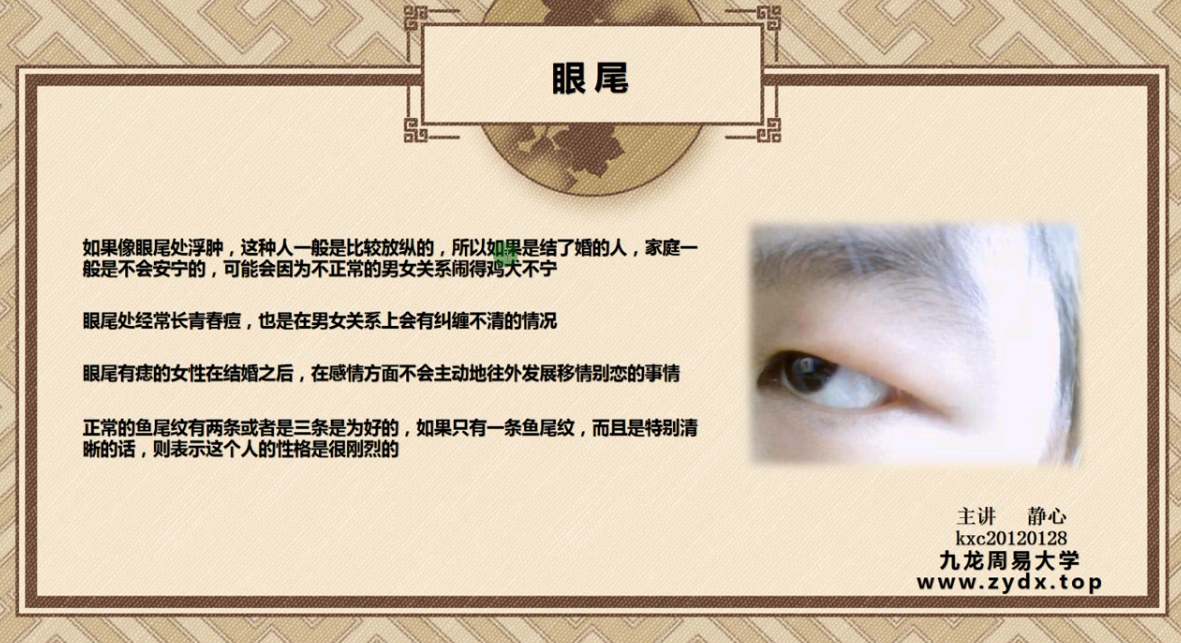 眼尾
如果像眼尾处浮肿，这种人一般是比较放纵的，所以如果是结了婚的人，家庭一
般是不会安宁的，可能会因为不正常的男女关系闹得鸡犬不宁
眼尾处经常长青春痘，也是在男女关系上会有纠缠不清的情况
眼尾有痣的女性在结婚之后，在感情方面不会主动地往外发展移情别恋的事情
正常的鱼尾纹有两条或者是三条是为好的，如果只有一条鱼尾纹，而且是特别清
晰的话，则表示这个人的性格是很刚烈的
主讲 静心
kxc20120128
九龙周易大学
www.zydx.top